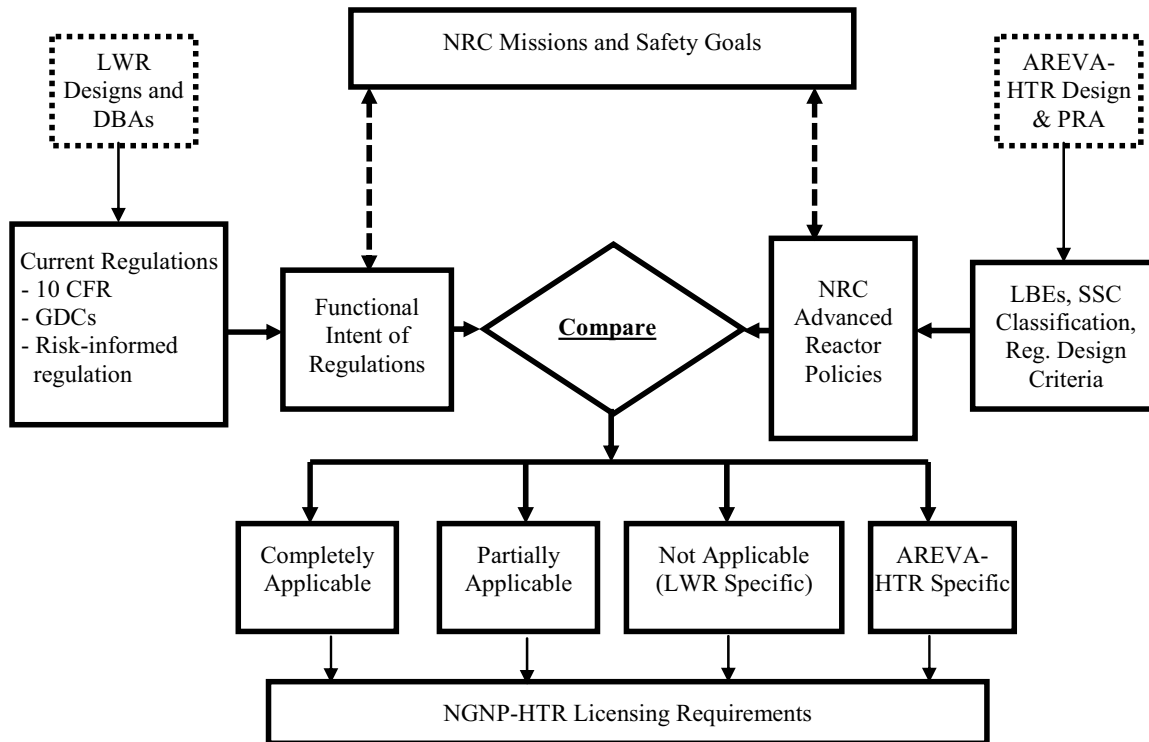 NRC Missions and Safety Goals
LWR
Designs and
DBAs
AREVA-
HTR Design
& PRA
Current Regulations
- 10 CFR
- GDCs
- Risk-informed
regulation
Functional
Intent of
Regulations
Compare
NRC
Advanced
Reactor
Policies
LBEs, SSC
Classification,
Reg. Design
Criteria
Completely
Applicable
Partially
Applicable
Not Applicable
(LWR Specific)
AREVA-
HTR Specific
NGNP-HTR Licensing Requirements